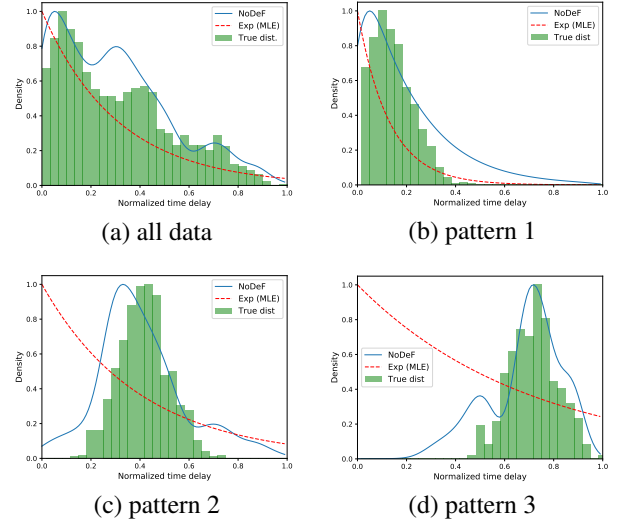 NoDeF
Exp (MLE)
True dist.
Density
1.0
0.8
0.6
0.4
0.2
0.0
0.0 0.2 0.4 0.6 0.8 1.0
Normalized time delay
(a) all data
NoDeF
Exp (MLE)
True dist
Density
1.0
0.8
0.6
0.4
0.2
0.0
0.0 0.2 0.4 0.6 0.8 1.0
Normalized time delay
(b) pattern 1
NoDeF
Exp (MLE)
True dist
Density
1.0
0.8
0.6
0.4
0.2
0.0
0.0 0.2 0.4 0.6 0.8 1.0
Normalized time delay
(c) pattern 2
NoDeF
Exp (MLE)
True dist
Density
1.0
0.8
0.6
0.4
0.2
0.0
0.0 0.2 0.4 0.6 0.8 1.0
Normalized time delay
(d) pattern 3